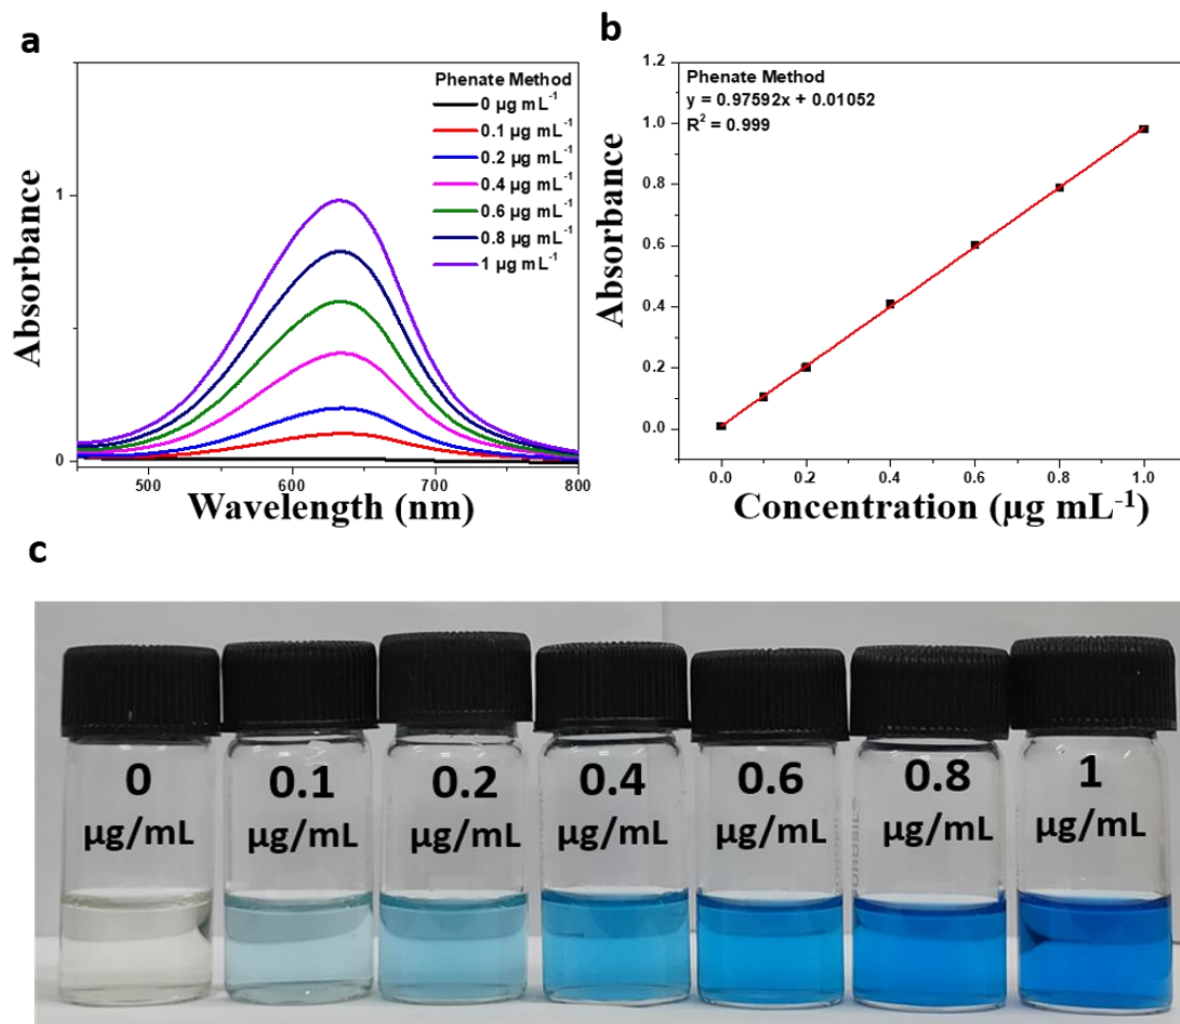 a
Phenate Method
0 µg mL⁻¹
0.1 µg mL⁻¹
0.2 µg mL⁻¹
0.4 µg mL⁻¹
0.6 µg mL⁻¹
0.8 µg mL⁻¹
1 µg mL⁻¹
1
0
Absorbance
500 600 700 800
Wavelength (nm)
b
Phenate Method
y = 0.97592x + 0.01052
R² = 0.999
1.2
1.0
0.8
0.6
0.4
0.2
0.0
Absorbance
0.0 0.2 0.4 0.6 0.8 1.0
Concentration (µg mL⁻¹)
c
0 0.1 0.2 0.4 0.6 0.8 1
µg/mL µg/mL µg/mL µg/mL µg/mL µg/mL µg/mL